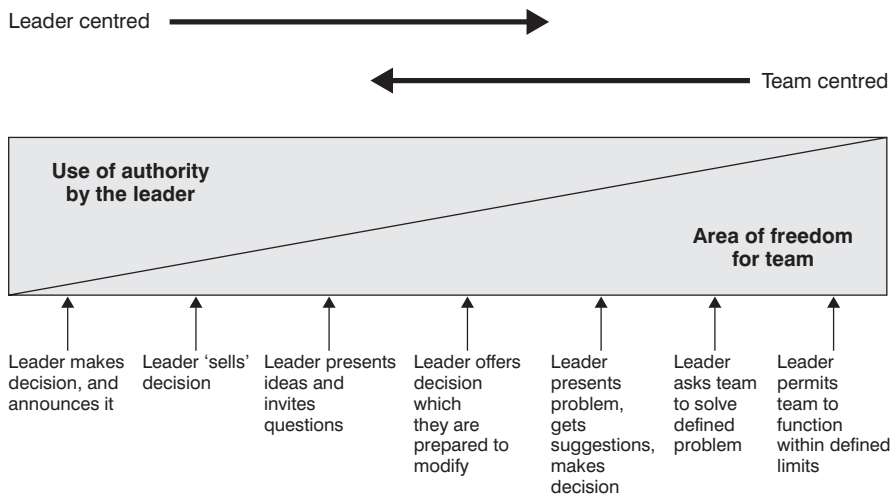 Leader centred
Team centred
Use of authority
by the leader
Area of freedom
for team
Leader makes
decision, and
announces it
Leader ‘sells’
decision
Leader presents
ideas and
invites
questions
Leader offers
decision
which
they are
prepared to
modify
Leader
presents
problem,
gets
suggestions,
makes
decision
Leader
asks team
to solve
defined
problem
Leader
permits
team to
function
within defined
limits